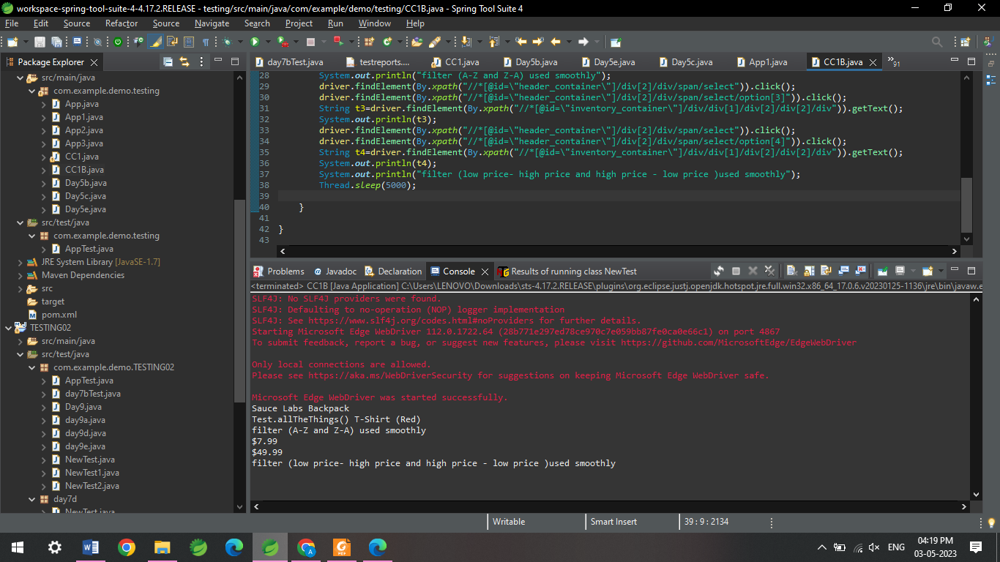 workspace-spring-tool-suite-4-4.17.2.RELEASE - testing/src/main/java/com/example/demo/testing/CC1B.java - Spring Tool Suite 4
File Edit Source Refactor Source Navigate Search Project Run Window Help
Package Explorer
src/main/java
com.example.demo.testing
App.java
App1.java
App2.java
App3.java
CC1.java
CC1B.java
Day5b.java
Day5c.java
Day5e.java
src/test/java
com.example.demo.testing
AppTest.java
JRE System Library [JavaSE-1.7]
Maven Dependencies
src
target
pom.xml
TESTING02
src/main/java
src/test/java
com.example.demo.TESTING02
AppTest.java
day7bTest.java
Day9.java
day9a.java
day9d.java
day9e.java
NewTest.java
NewTest1.java
NewTest2.java
day7d
NewTest.java
day7bTest.java testreports.... CC1.java Day5b.java Day5e.java Day5c.java App1.java CC1B.java »91
28 System.out.println("filter (A-Z and Z-A) used smoothly");
29 driver.findElement(By.xpath("//*[@id=\"header_container\"]/div[2]/div/span/select")).click();
30 driver.findElement(By.xpath("//*[@id=\"header_container\"]/div[2]/div/span/select/option[3]")).click();
31 String t3=driver.findElement(By.xpath("//*[@id=\"inventory_container\"]/div/div[1]/div[2]/div[2]/div")).getText();
32 System.out.println(t3);
33 driver.findElement(By.xpath("//*[@id=\"header_container\"]/div[2]/div/span/select")).click();
34 driver.findElement(By.xpath("//*[@id=\"header_container\"]/div[2]/div/span/select/option[4]")).click();
35 String t4=driver.findElement(By.xpath("//*[@id=\"inventory_container\"]/div/div[1]/div[2]/div[2]/div")).getText();
36 System.out.println(t4);
37 System.out.println("filter (low price- high price and high price - low price )used smoothly");
38 Thread.sleep(5000);
39
40 }
41
42 }
43
Problems Javadoc Declaration Console Results of running class NewTest
<terminated> CC1B [Java Application] C:\Users\LENOVO\Downloads\sts-4.17.2.RELEASE\plugins\org.eclipse.justj.openjdk.hotspot.jre.full.win32.x86_64_17.0.6.v20230125-1136\jre\bin\javaw.e
SLF4J: No SLF4J providers were found.
SLF4J: Defaulting to no-operation (NOP) logger implementation
SLF4J: See https://www.slf4j.org/codes.html#noProviders for further details.
Starting Microsoft Edge WebDriver 112.0.1722.64 (28b771e297ed78ce970c7e059bb87fe0ca0e66c1) on port 4867
To submit feedback, report a bug, or suggest new features, please visit https://github.com/MicrosoftEdge/EdgeWebDriver
Only local connections are allowed.
Please see https://aka.ms/WebDriverSecurity for suggestions on keeping Microsoft Edge WebDriver safe.
Microsoft Edge WebDriver was started successfully.
Sauce Labs Backpack
Test.allTheThings() T-Shirt (Red)
filter (A-Z and Z-A) used smoothly
$7.99
$49.99
filter (low price- high price and high price - low price )used smoothly
Writable Smart Insert 39 : 9 : 2134
ENG 04:19 PM
03-05-2023